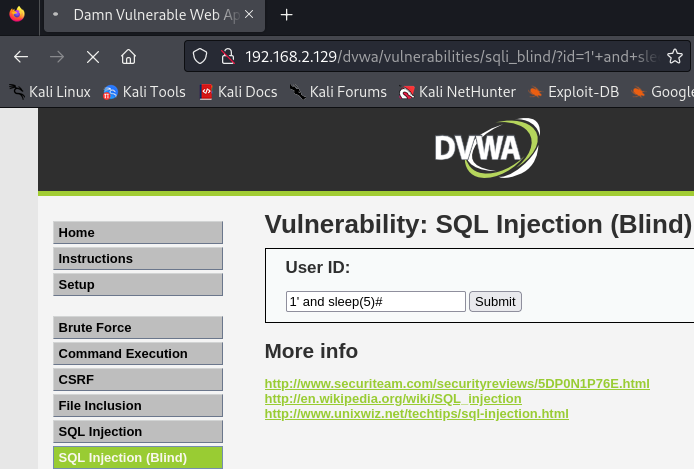 Damn Vulnerable Web Ap
192.168.2.129/dvwa/vulnerabilities/sqli_blind/?id=1'+and+sle
Kali Linux Kali Tools Kali Docs Kali Forums Kali NetHunter Exploit-DB Google
DVWA
Home
Instructions
Setup
Brute Force
Command Execution
CSRF
File Inclusion
SQL Injection
SQL Injection (Blind)
Vulnerability: SQL Injection (Blind)
User ID:
1' and sleep(5)# Submit
More info
http://www.securiteam.com/securityreviews/5DP0N1P76E.html
http://en.wikipedia.org/wiki/SQL_injection
http://www.unixwiz.net/techtips/sql-injection.html